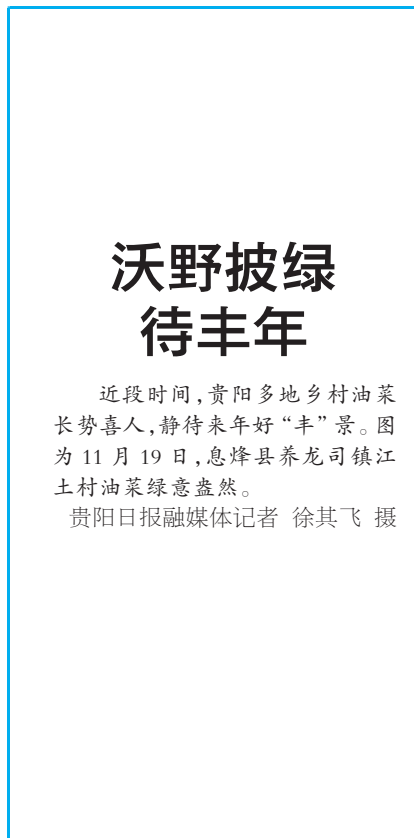 沃野披绿
待丰年
近段时间,贵阳多地乡村油菜
长势喜人,静待来年好“丰”景。图
为 11 月 19 日,息烽县养龙司镇江
土村油菜绿意盎然。
贵阳日报融媒体记者 徐其飞 摄